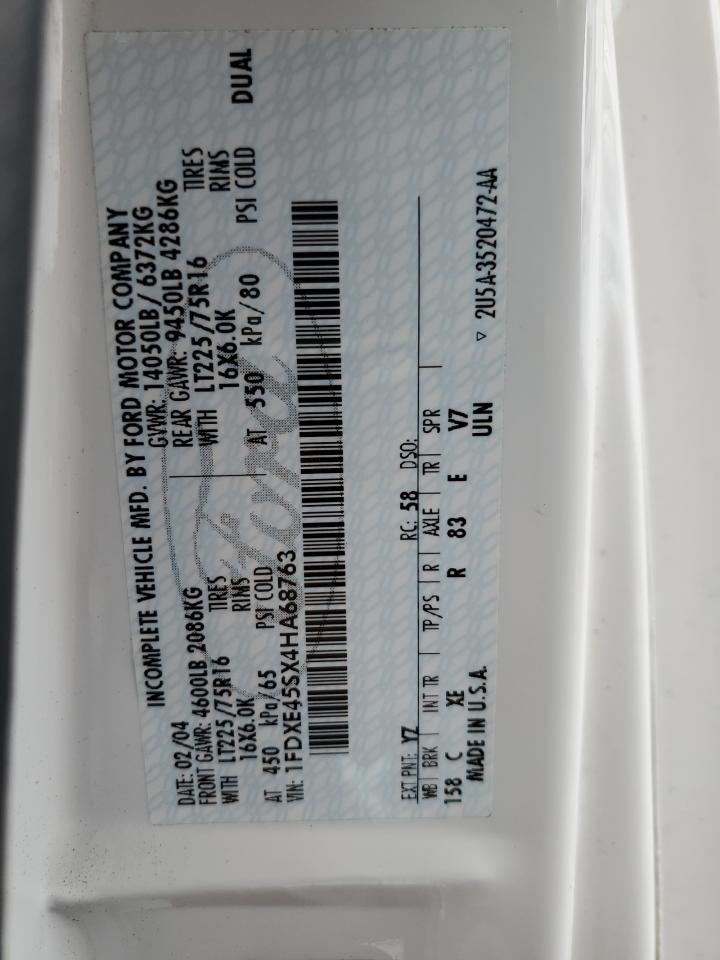 INCOMPLETE VEHICLE MFD. BY FORD MOTOR COMPANY
DATE: 02/04 GVWR: 14050LB/ 6372KG
FRONT GAWR: 4600LB 2086KG REAR GAWR: 9450LB 4286KG
WITH LT225/75R16 TIRES WITH LT225/75R16 TIRES
16X6.0K RIMS 16X6.0K RIMS
AT 450 kPa/65 PSI COLD AT 550 kPa/80 PSI COLD DUAL
VIN: 1FDXE45SX4HA68763
Ford
EXT PNT: YZ RC: 58 DSO:
WB BRK INT TR TP/PS R AXLE TR SPR
158 C XE R 83 E V7
MADE IN U.S.A. ULN
▽ 2U5A-3520472-AA